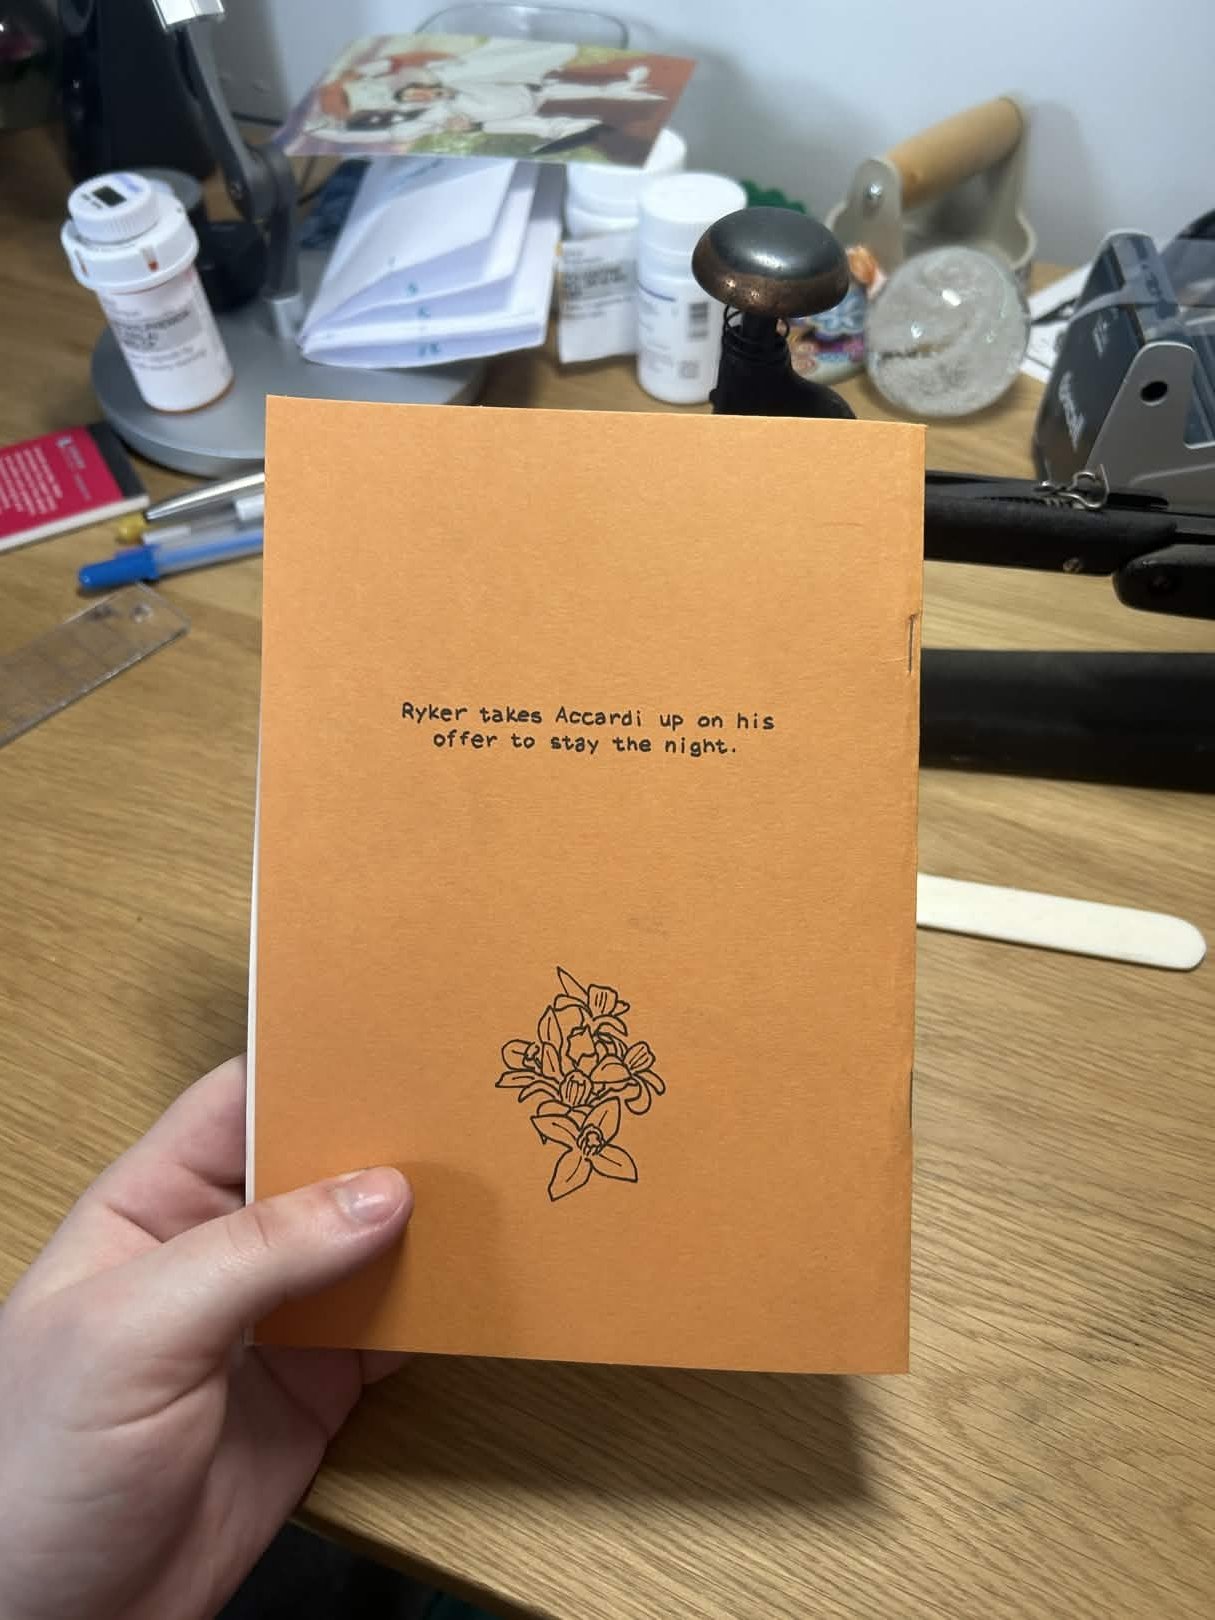 Ryker takes Accardi up on his
offer to stay the night.